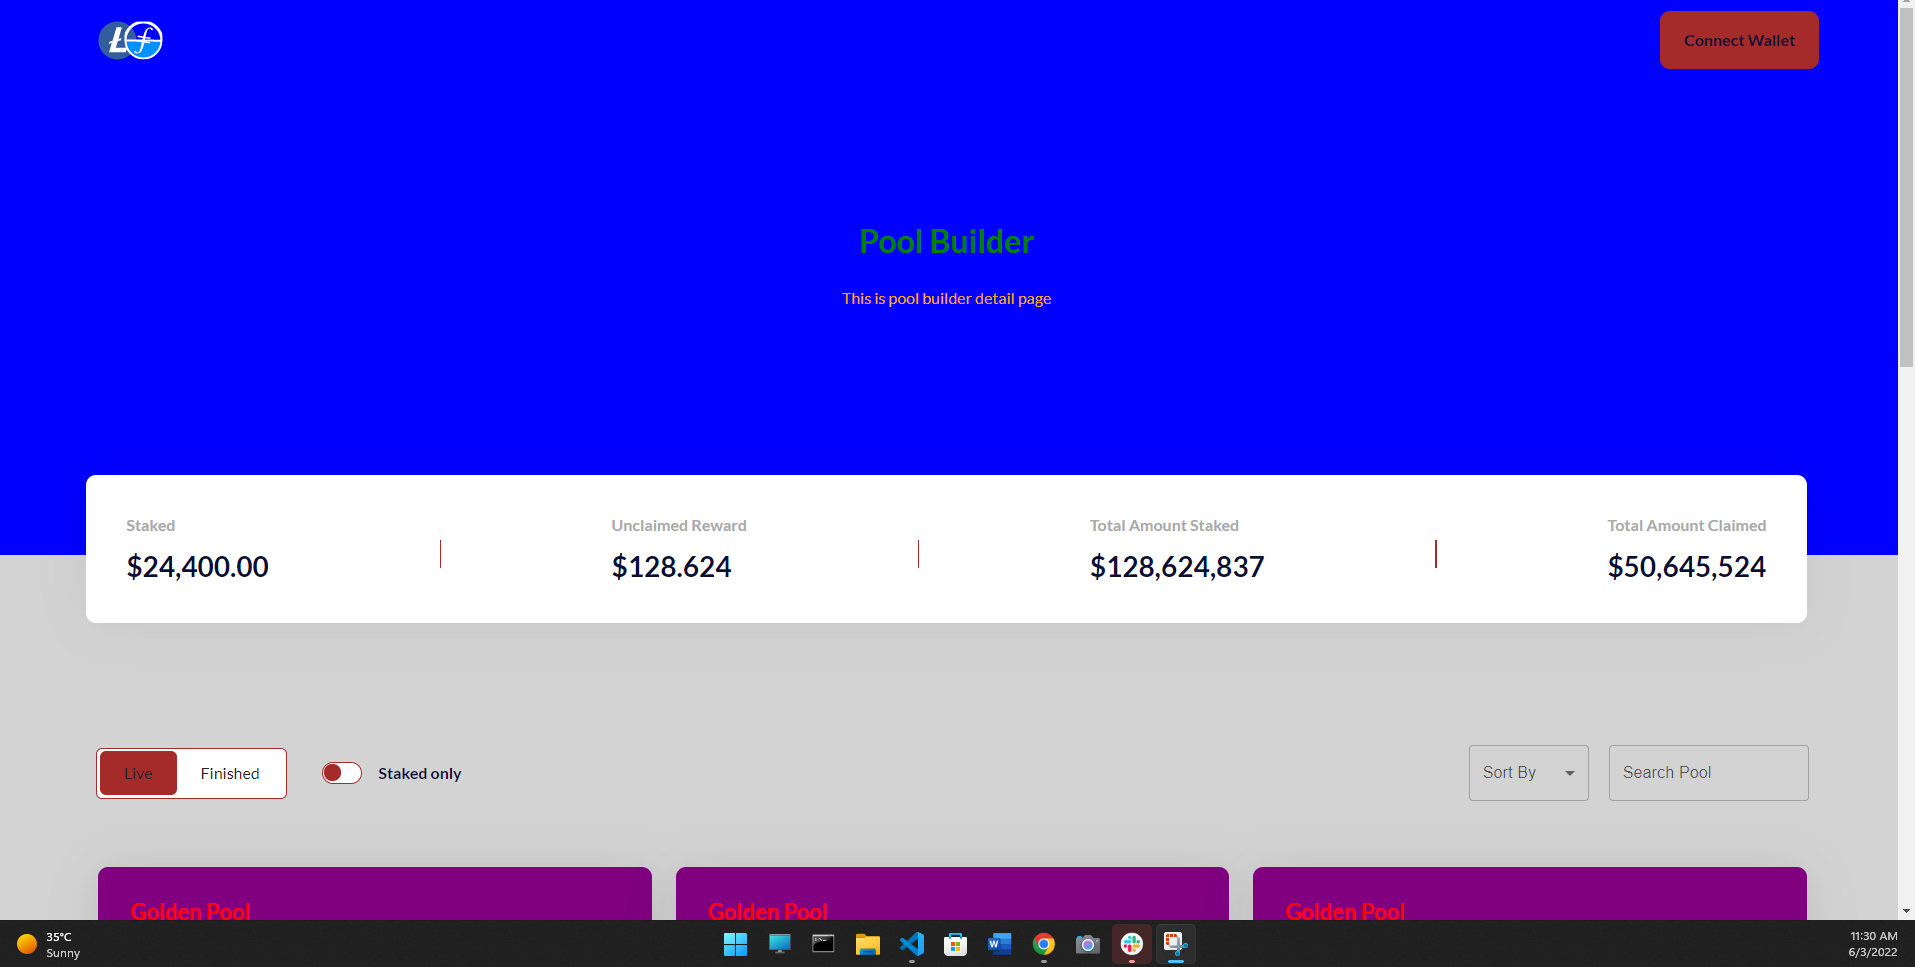 Connect Wallet
Pool Builder
This is pool builder detail page
Staked
$24,400.00
Unclaimed Reward
$128.624
Total Amount Staked
$128,624,837
Total Amount Claimed
$50,645,524
Live
Finished
Staked only
Sort By
Search Pool
Golden Pool
Golden Pool
Golden Pool
35°C
Sunny
11:30 AM
6/3/2022